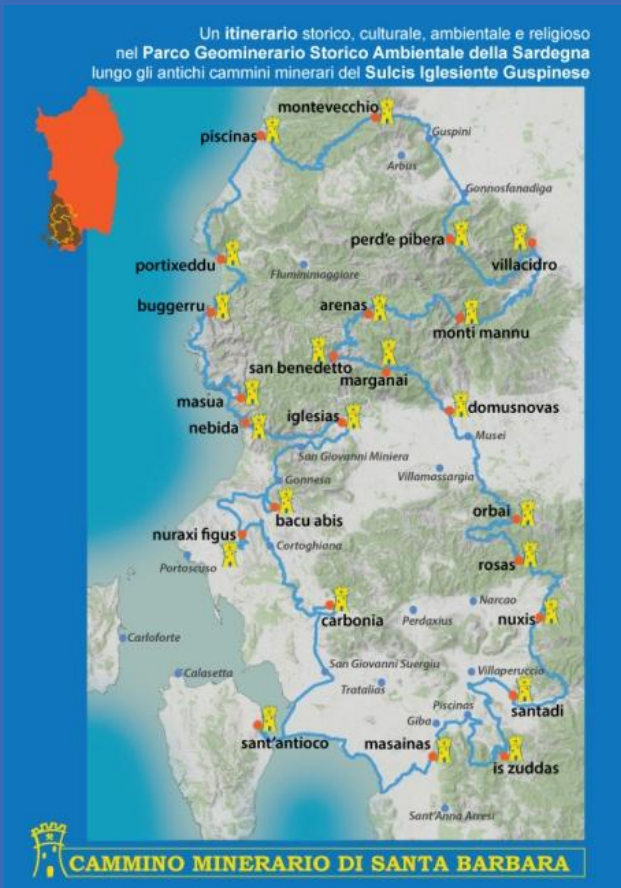 Un itinerario storico, culturale, ambientale e religioso
nel Parco Geominerario Storico Ambientale della Sardegna
lungo gli antichi cammini minerari del Sulcis Iglesiente Guspinese
montevecchio
piscinas
Guspini
Arbus
Gonnosfanadiga
perd'e pibera
villacidro
portixeddu
Fluminimaggiore
buggerru
arenas
monti mannu
san benedetto
marganai
masua
domusnovas
nebida
iglesias
Musei
San Giovanni Miniera
Villamassargia
Gonnesa
bacu abis
orbai
nuraxi figus
Cortoghiana
Portoscuso
rosas
carbonia
Narcao
Perdaxius
nuxis
Carloforte
San Giovanni Suergiu
Villaperuccio
Calasetta
Tratalias
santadi
Piscinas
Giba
sant'antioco
masainas
is zuddas
Sant'Anna Arresi
CAMMINO MINERARIO DI SANTA BARBARA